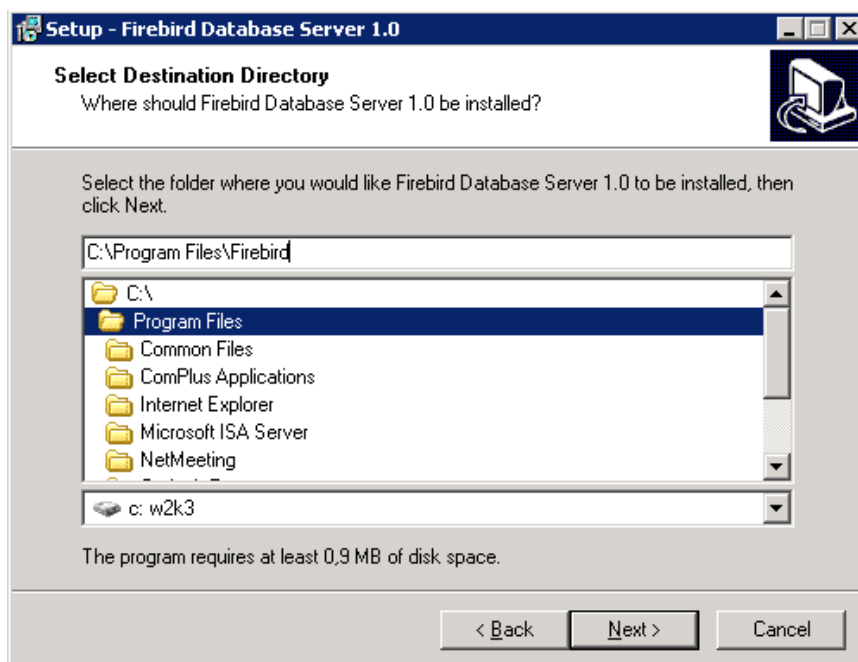 Setup - Firebird Database Server 1.0
Select Destination Directory
Where should Firebird Database Server 1.0 be installed?
Select the folder where you would like Firebird Database Server 1.0 to be installed, then
click Next.
C:\Program Files\Firebird
C:\
Program Files
Common Files
ComPlus Applications
Internet Explorer
Microsoft ISA Server
NetMeeting
c: w2k3
The program requires at least 0,9 MB of disk space.
< Back Next > Cancel